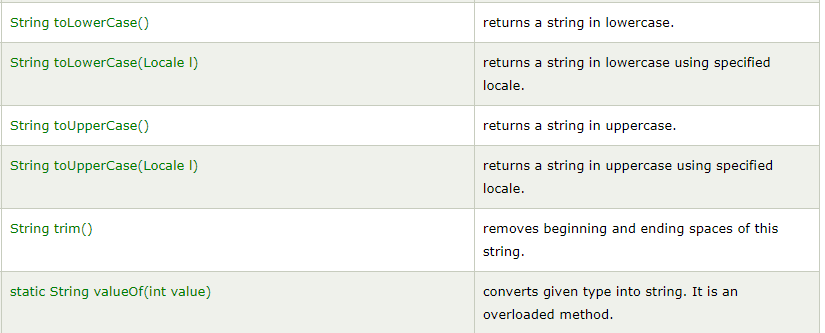 String toLowerCase()
returns a string in lowercase.
String toLowerCase(Locale l)
returns a string in lowercase using specified
locale.
String toUpperCase()
returns a string in uppercase.
String toUpperCase(Locale l)
returns a string in uppercase using specified
locale.
String trim()
removes beginning and ending spaces of this
string.
static String valueOf(int value)
converts given type into string. It is an
overloaded method.